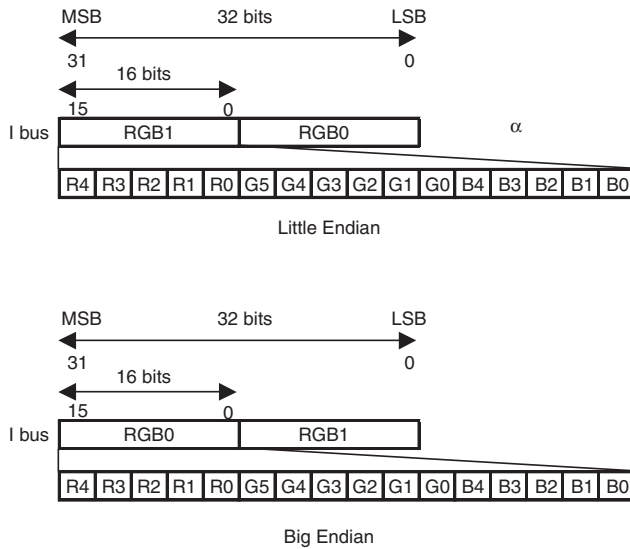 MSB 32 bits LSB
31 0
16 bits
15 0
I bus RGB1 RGB0 α
R4 R3 R2 R1 R0 G5 G4 G3 G2 G1 G0 B4 B3 B2 B1 B0
Little Endian
MSB 32 bits LSB
31 0
16 bits
15 0
I bus RGB0 RGB1
R4 R3 R2 R1 R0 G5 G4 G3 G2 G1 G0 B4 B3 B2 B1 B0
Big Endian